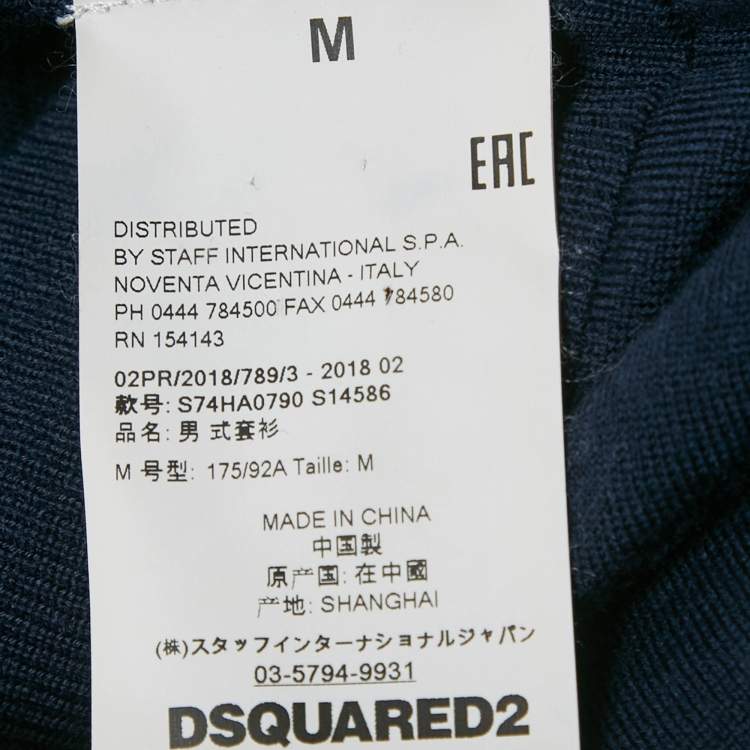 M
EAC
DISTRIBUTED
BY STAFF INTERNATIONAL S.P.A.
NOVENTA VICENTINA - ITALY
PH 0444 784500 FAX 0444 784580
RN 154143
02PR/2018/789/3 - 2018 02
款号: S74HA0790 S14586
品名: 男 式套衫
M 号型: 175/92A Taille: M
MADE IN CHINA
中国製
原产国: 在中國
产地: SHANGHAI
(株)スタッフインターナショナルジャパン
03-5794-9931
DSQUARED2